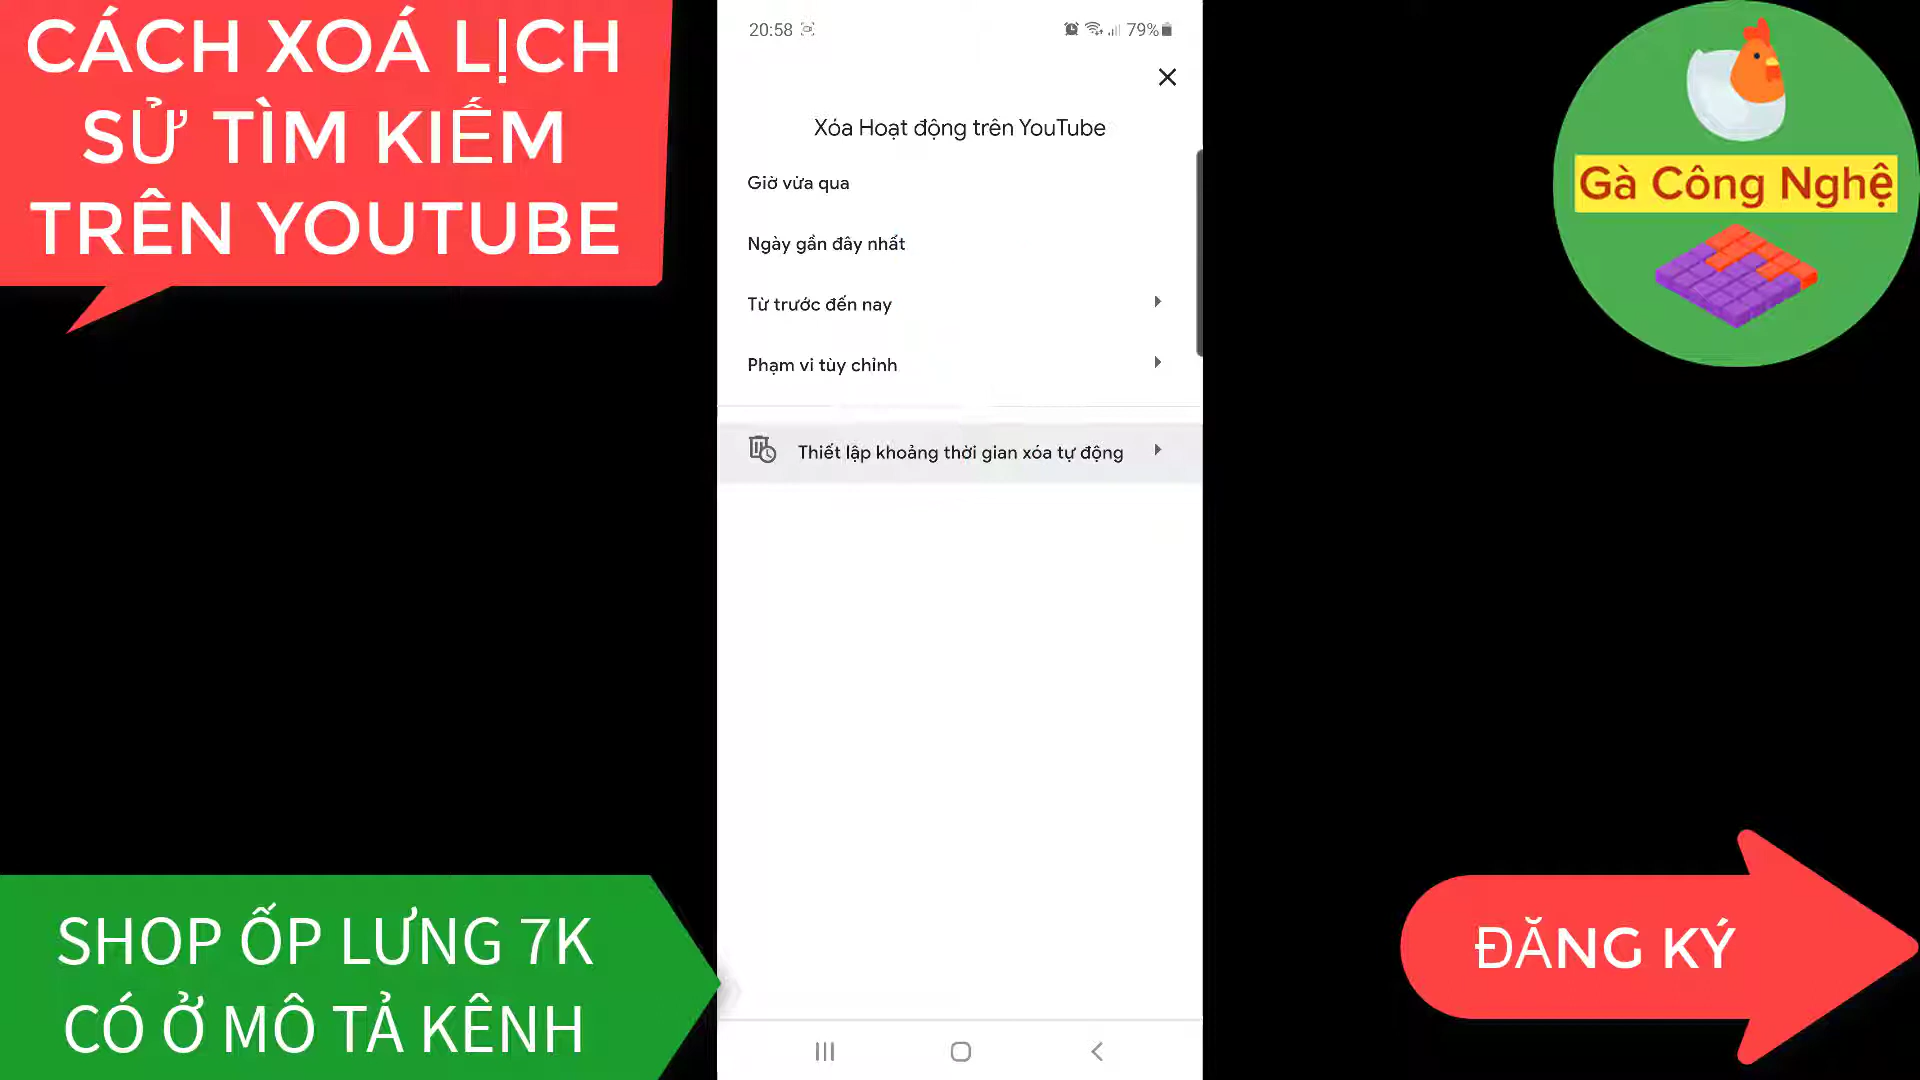 CÁCH XOÁ LỊCH
SỬ TÌM KIẾM
TRÊN YOUTUBE
20:58
79%
Xóa Hoạt động trên YouTube
Giờ vừa qua
Ngày gần đây nhất
Từ trước đến nay
Phạm vi tùy chỉnh
Thiết lập khoảng thời gian xóa tự động
Gà Công Nghệ
SHOP ỐP LƯNG 7K
CÓ Ở MÔ TẢ KÊNH
ĐĂNG KÝ